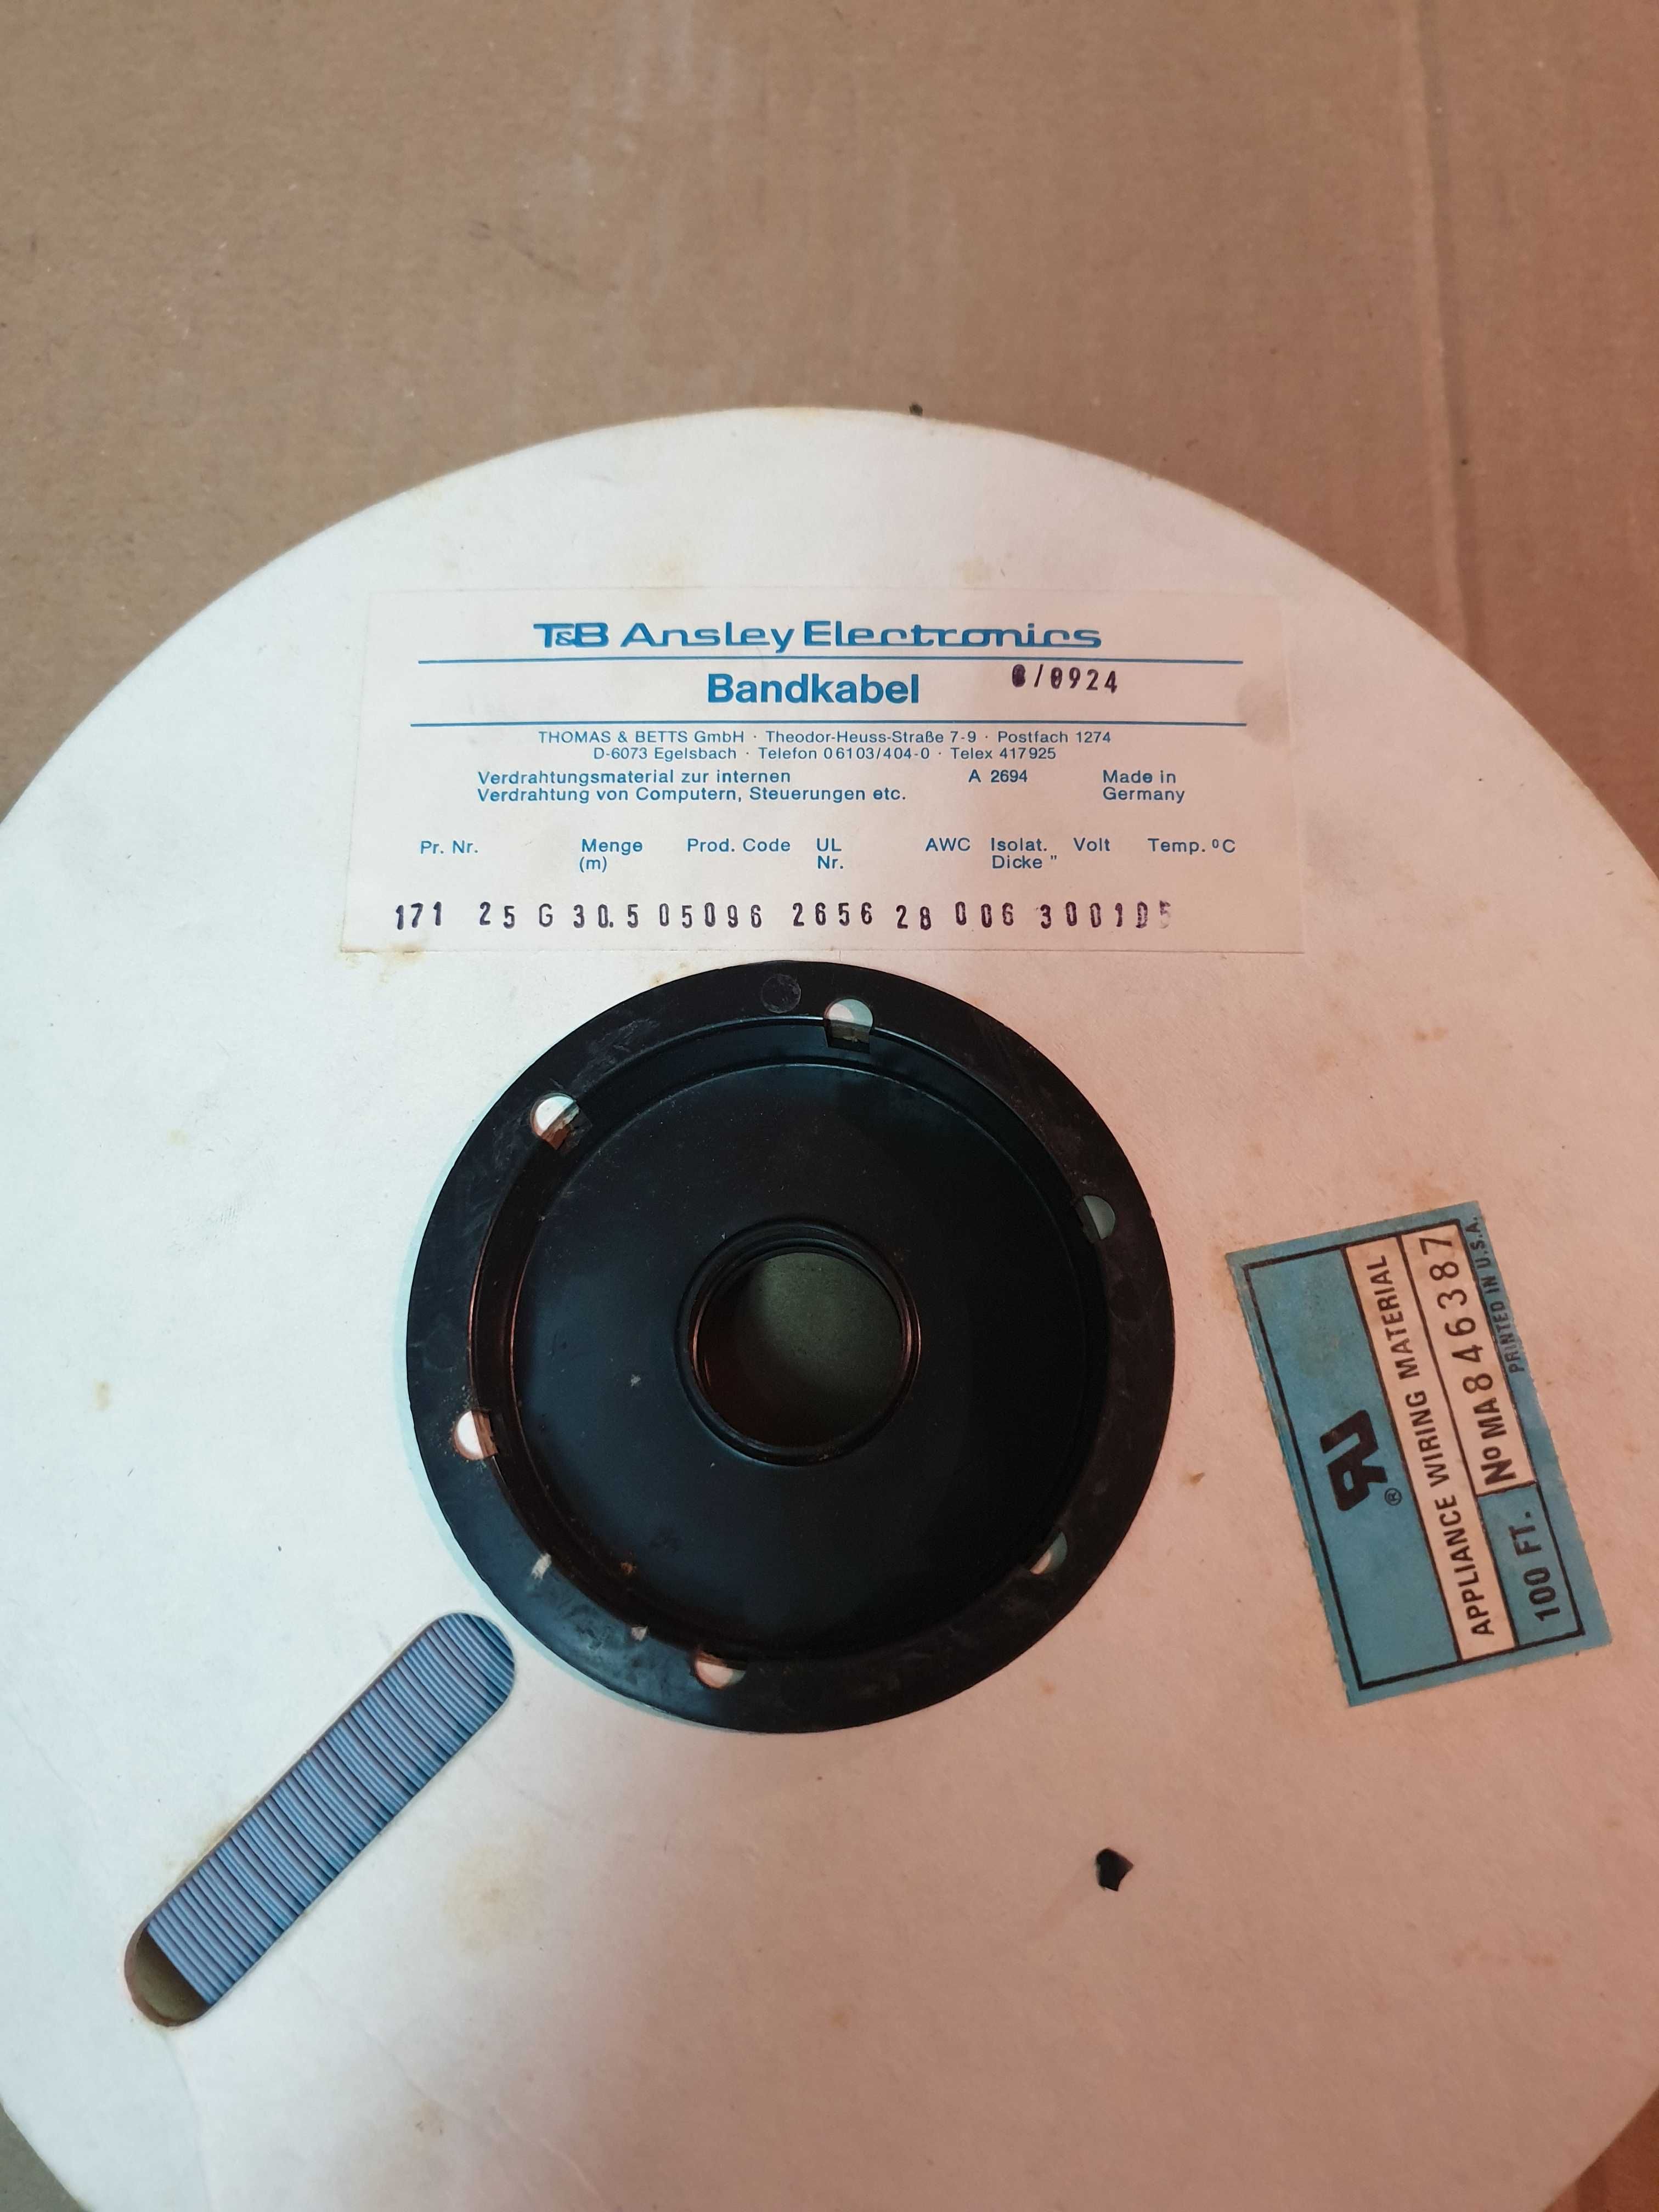 T&B Ansley Electronics
Bandkabel /0924
THOMAS & BETTS GmbH · Theodor-Heuss-Straße 7-9 · Postfach 1274
D-6073 Egelsbach · Telefon 06103/404-0 · Telex 417925
Verdrahtungsmaterial zur internen A 2694 Made in
Verdrahtung von Computern, Steuerungen etc. Germany
Pr. Nr. Menge Prod. Code UL AWC Isolat. Volt Temp. ºC
(m) Nr. Dicke "
171 25 G 30.5 05096 2656 28 006 300105
RU ®
APPLIANCE WIRING MATERIAL
100 FT. Nº MA846387
PRINTED IN U.S.A.